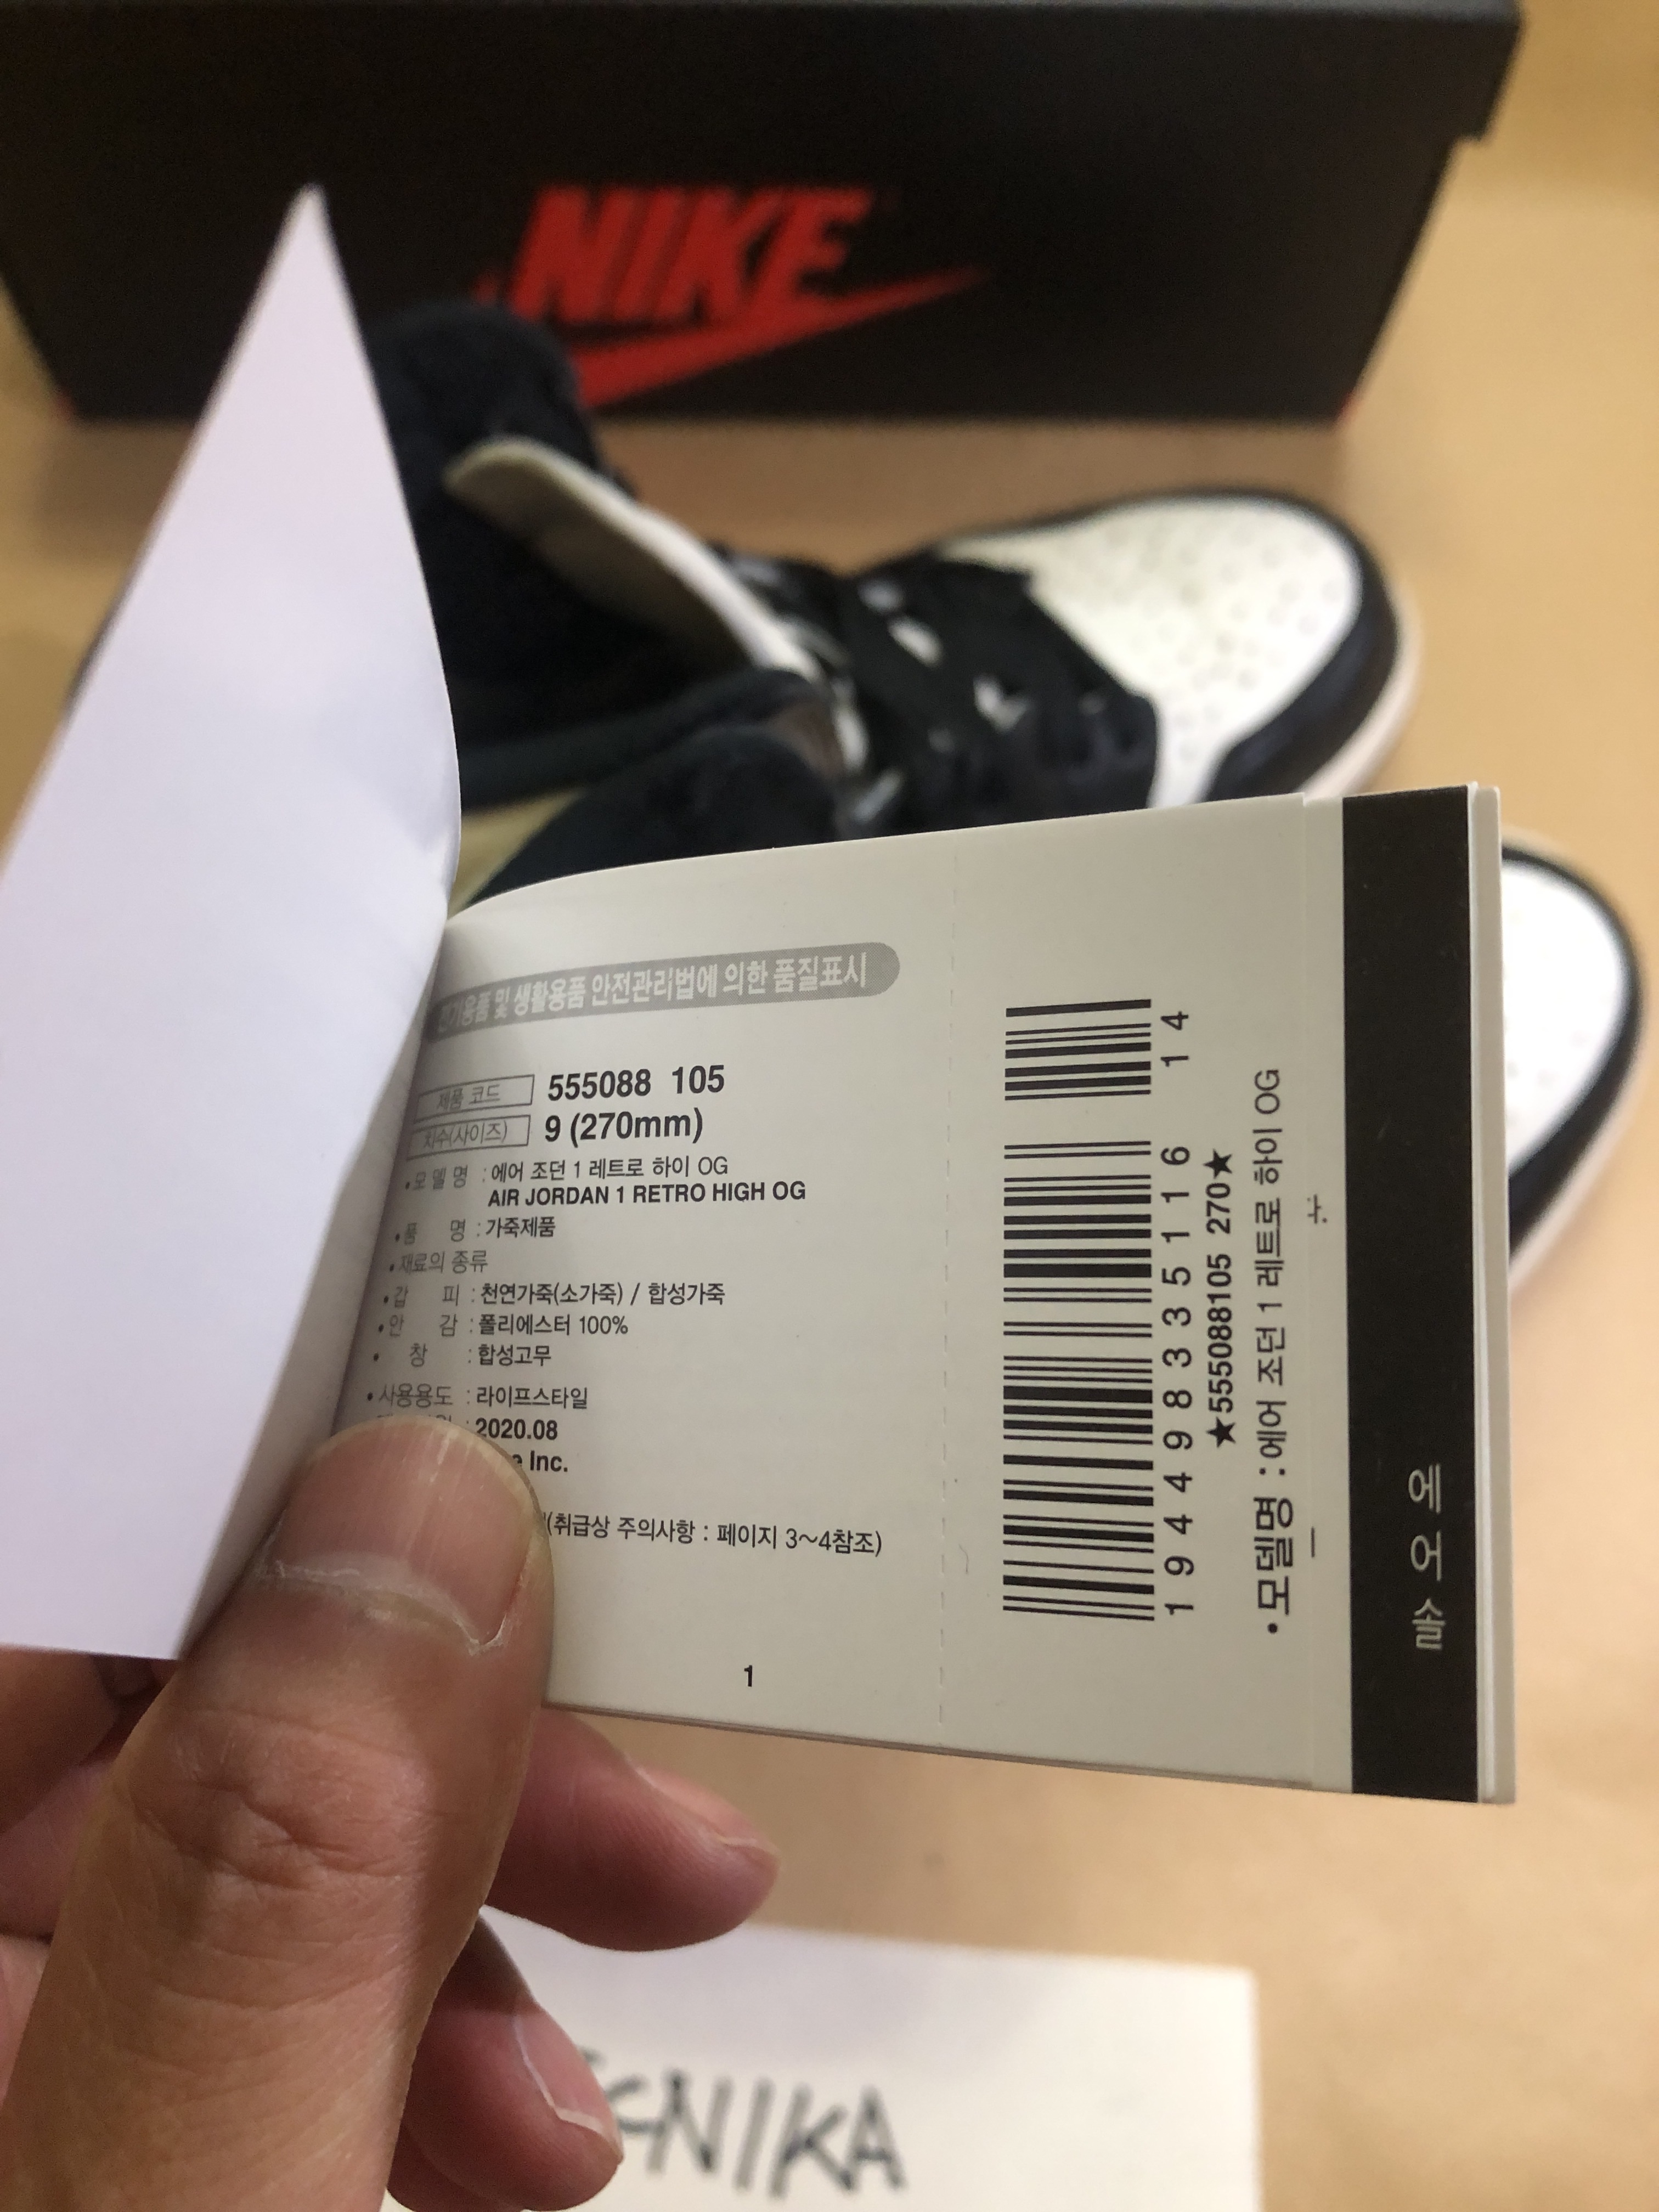 NIKE
전기용품 및 생활용품 안전관리법에 의한 품질표시
제품 코드 555088 105
치수(사이즈) 9 (270mm)
•모델명 : 에어 조던 1 레트로 하이 OG
AIR JORDAN 1 RETRO HIGH OG
•품 명 : 가죽제품
•재료의 종류
•갑 피 : 천연가죽(소가죽) / 합성가죽
•안 감 : 폴리에스터 100%
• 창 : 합성고무
•사용용도 : 라이프스타일
: 2020.08
Inc.
(취급상 주의사항 : 페이지 3~4참조)
1
1 9 4 4 9 8 3 3 5 1 1 6 1 4
★555088105 270★
•모델명 : 에어 조던 1 레트로 하이 OG
에 어 솔
NIKA